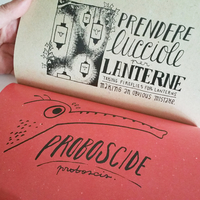 PRENDERE
lucciole
per
LANTERNE
TAKING FIREFLIES FOR LANTERNS
MAKING AN OBVIOUS MISTAKE
PROBOSCIDE
proboscis